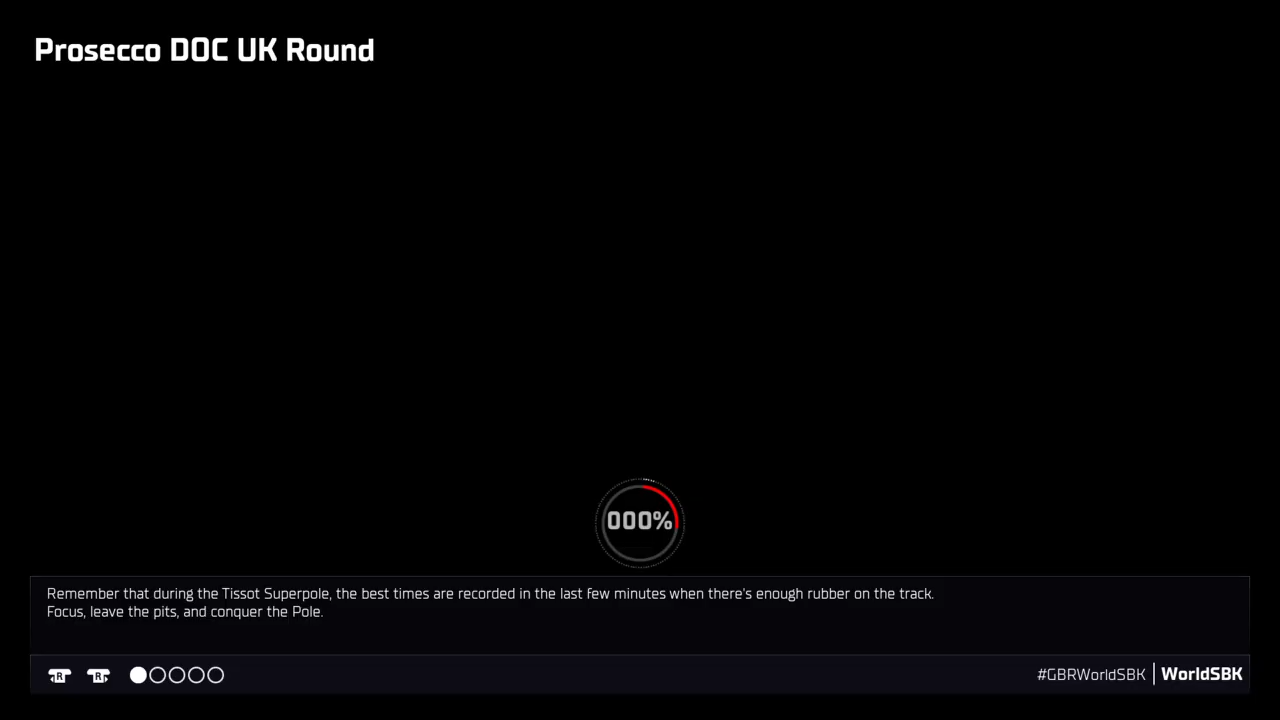 Prosecco DOC UK Round
000%
Remember that during the Tissot Superpole, the best times are recorded in the last few minutes when there's enough rubber on the track.
Focus, leave the pits, and conquer the Pole.
R R #GBRWorldSBK WorldSBK